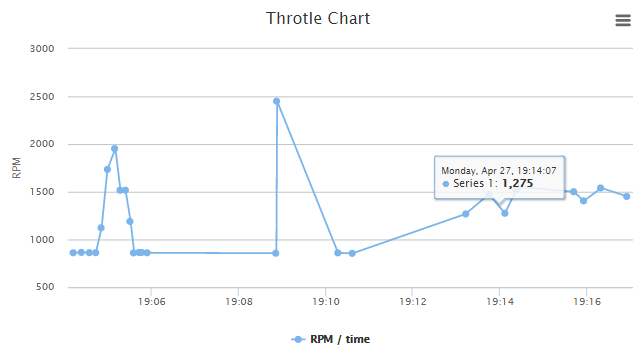 Throtle Chart
3000
2500
2000
1500
1000
500
RPM
Monday, Apr 27, 19:14:07
Series 1: 1,275
19:06
19:08
19:10
19:12
19:14
19:16
RPM / time